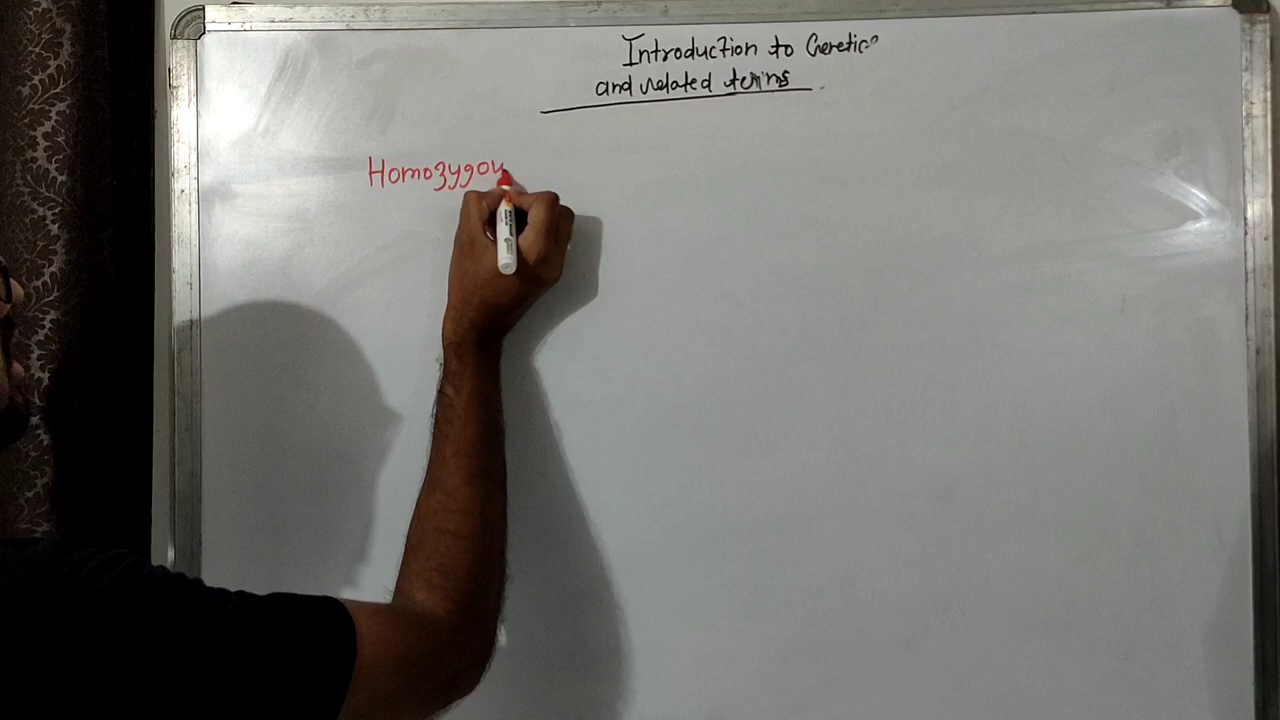 Introduction to Genetics
and related terms
Homozygou